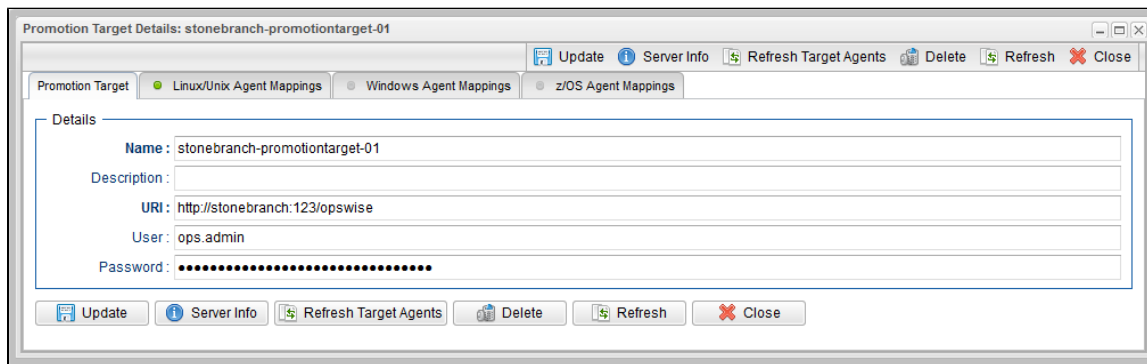 Promotion Target Details: stonebranch-promotiontarget-01
Update Server Info Refresh Target Agents Delete Refresh Close
Promotion Target Linux/Unix Agent Mappings Windows Agent Mappings z/OS Agent Mappings
Details
Name : stonebranch-promotiontarget-01
Description :
URI : http://stonebranch:123/opswise
User : ops.admin
Password : ●●●●●●●●●●●●●●●●●●●●●●●●●●●●●●●●
Update Server Info Refresh Target Agents Delete Refresh Close